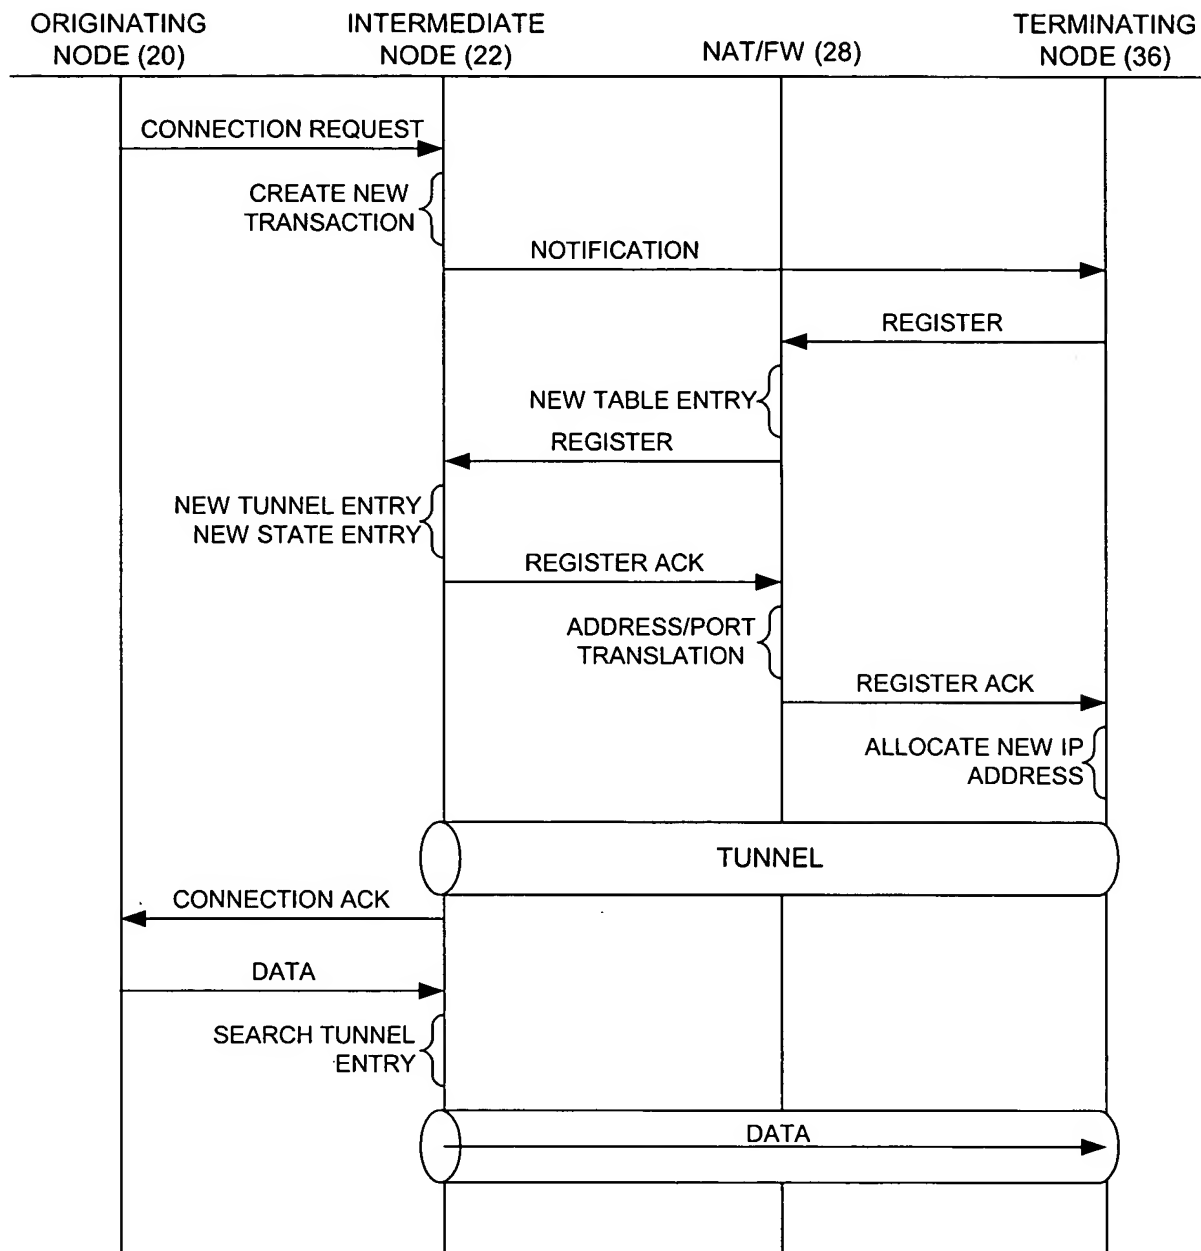 ORIGINATING
NODE (20)
INTERMEDIATE
NODE (22)
NAT/FW (28)
TERMINATING
NODE (36)
CONNECTION REQUEST
CREATE NEW
TRANSACTION
NOTIFICATION
REGISTER
NEW TABLE ENTRY
REGISTER
NEW TUNNEL ENTRY
NEW STATE ENTRY
REGISTER ACK
ADDRESS/PORT
TRANSLATION
REGISTER ACK
ALLOCATE NEW IP
ADDRESS
TUNNEL
CONNECTION ACK
DATA
SEARCH TUNNEL
ENTRY
DATA